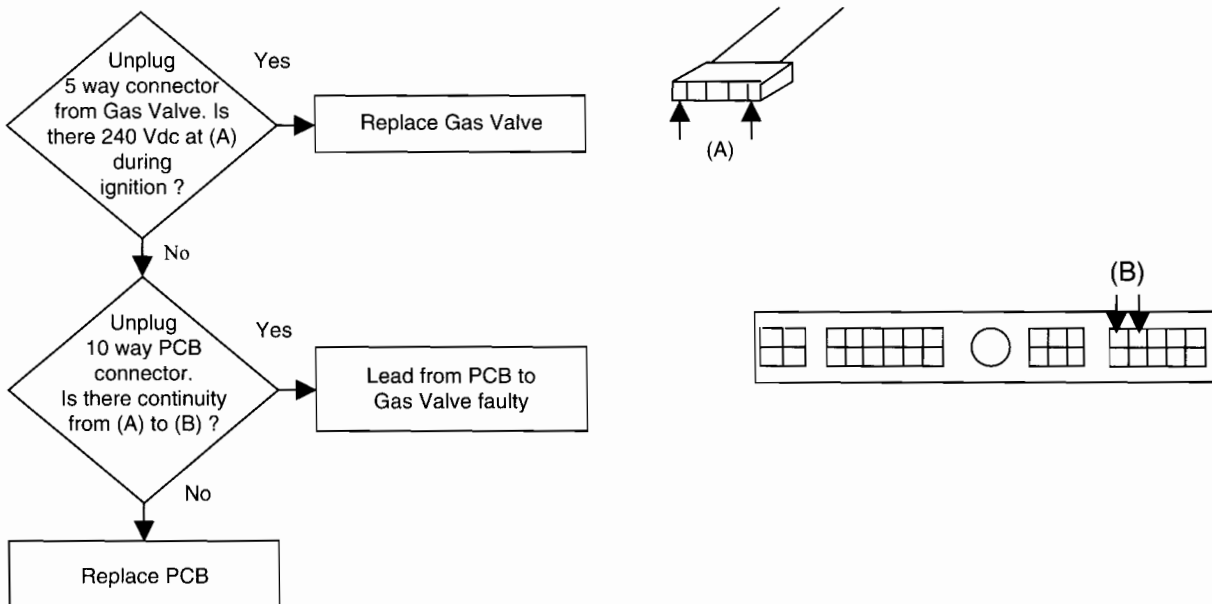 Unplug
5 way connector
from Gas Valve. Is
there 240 Vdc at (A)
during
ignition ?
Yes
Replace Gas Valve
(A)
No
Unplug
10 way PCB
connector.
Is there continuity
from (A) to (B) ?
Yes
Lead from PCB to
Gas Valve faulty
(B)
No
Replace PCB